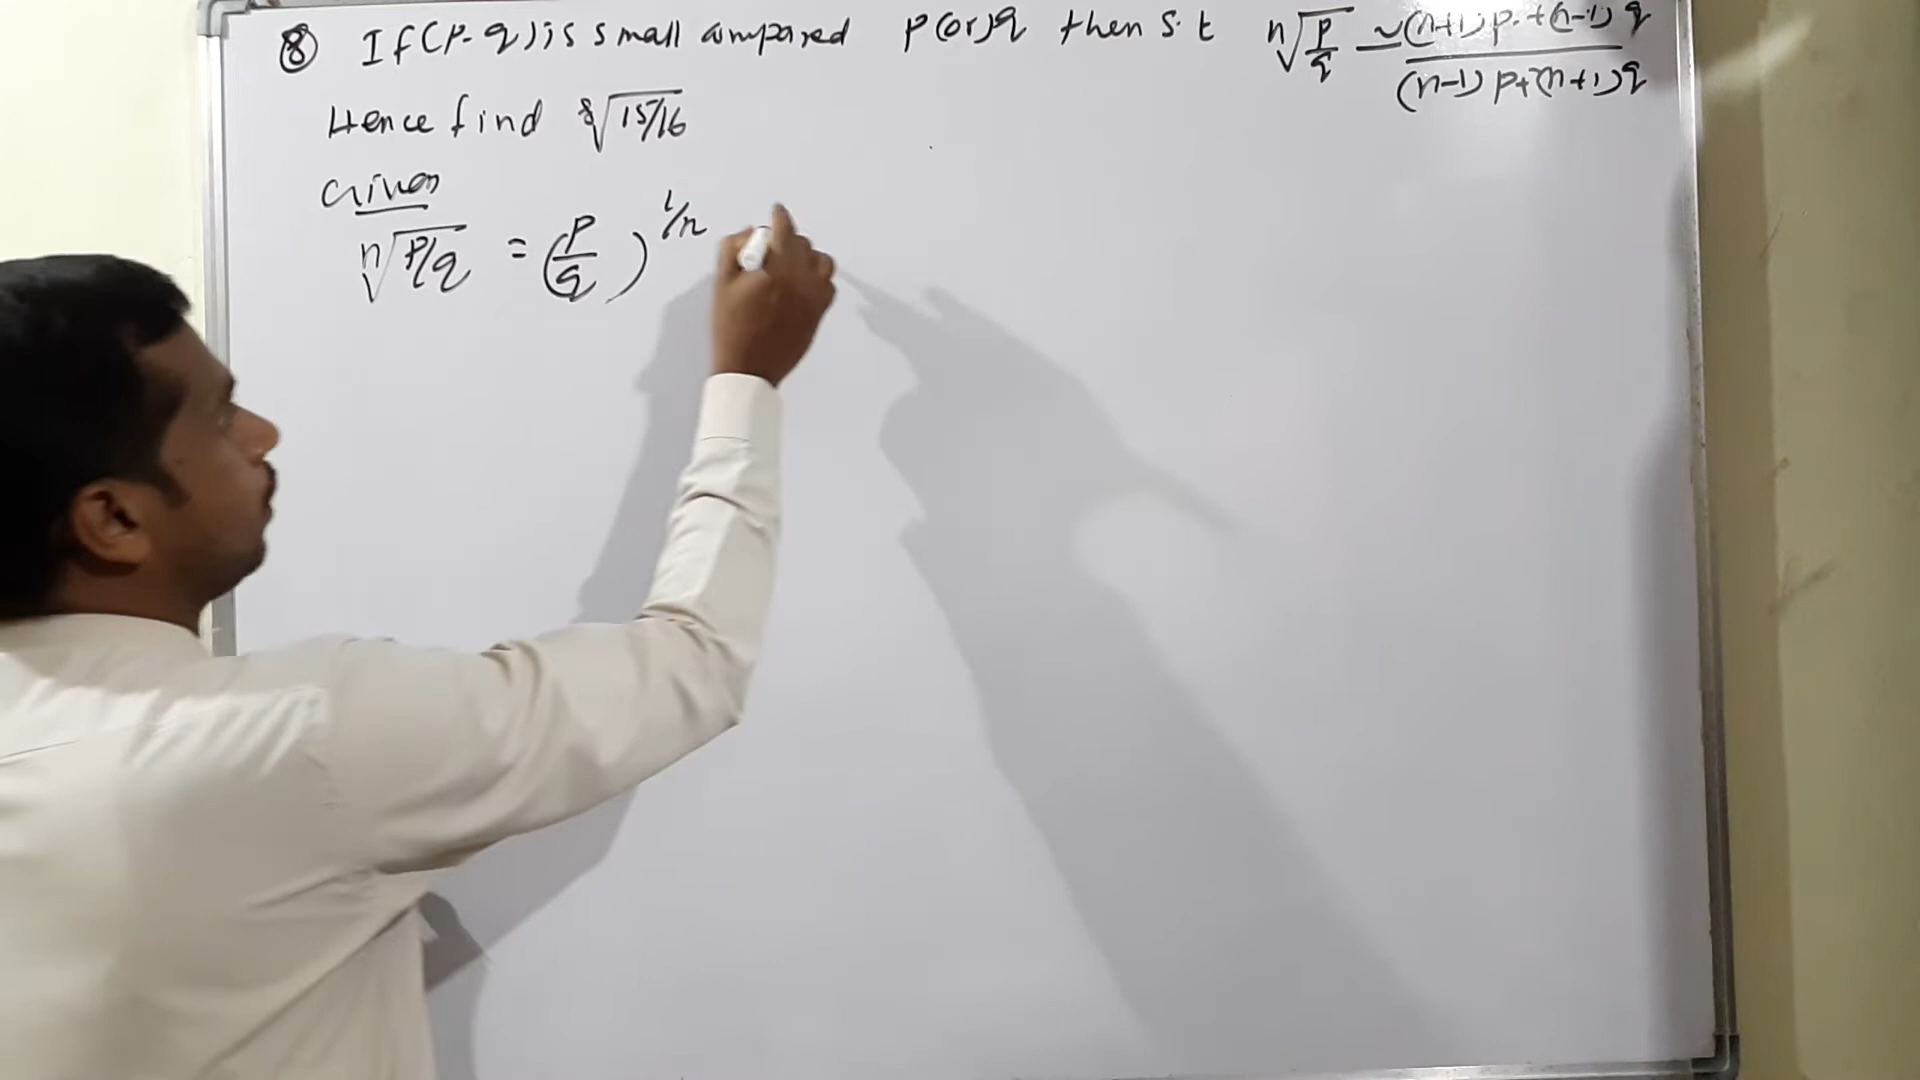 ⑧ If (p-q) is small compared p(or)q then s.t ⁿ√(p/q) ≃ ((n+1)p+(n-1)q)/((n-1)p+(n+1)q)
Hence find ⁸√15/16
Given
ⁿ√p/q = (p/q)^1/n